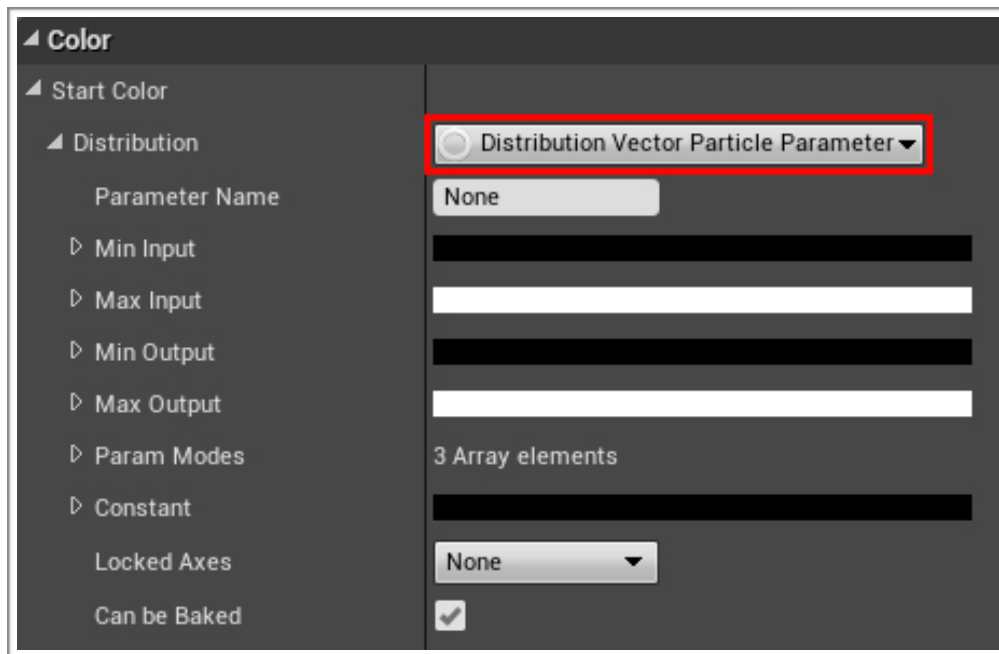 Color
Start Color
Distribution Distribution Vector Particle Parameter
Parameter Name None
Min Input
Max Input
Min Output
Max Output
Param Modes 3 Array elements
Constant
Locked Axes None
Can be Baked